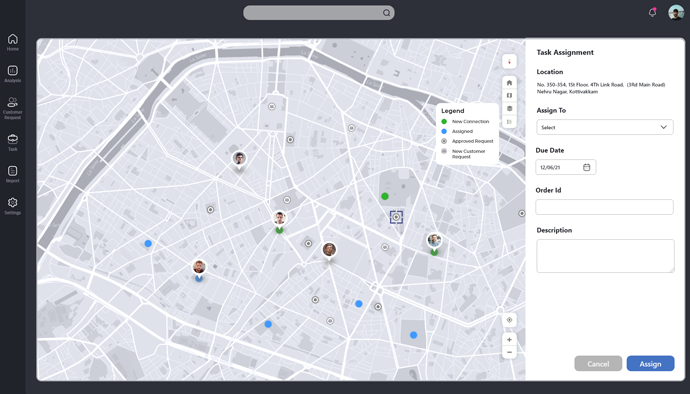 Home
Analysis
Customer
Request
Task
Report
Settings
Legend
New Connection
Assigned
Approved Request
New Customer
Request
Task Assignment
Location
No. 350-354, 1St Floor, 4Th Link Road, (3Rd Main Road)
Nehru Nagar, Kottivakkam
Assign To
Select
Due Date
12/06/21
Order Id
Description
Cancel
Assign